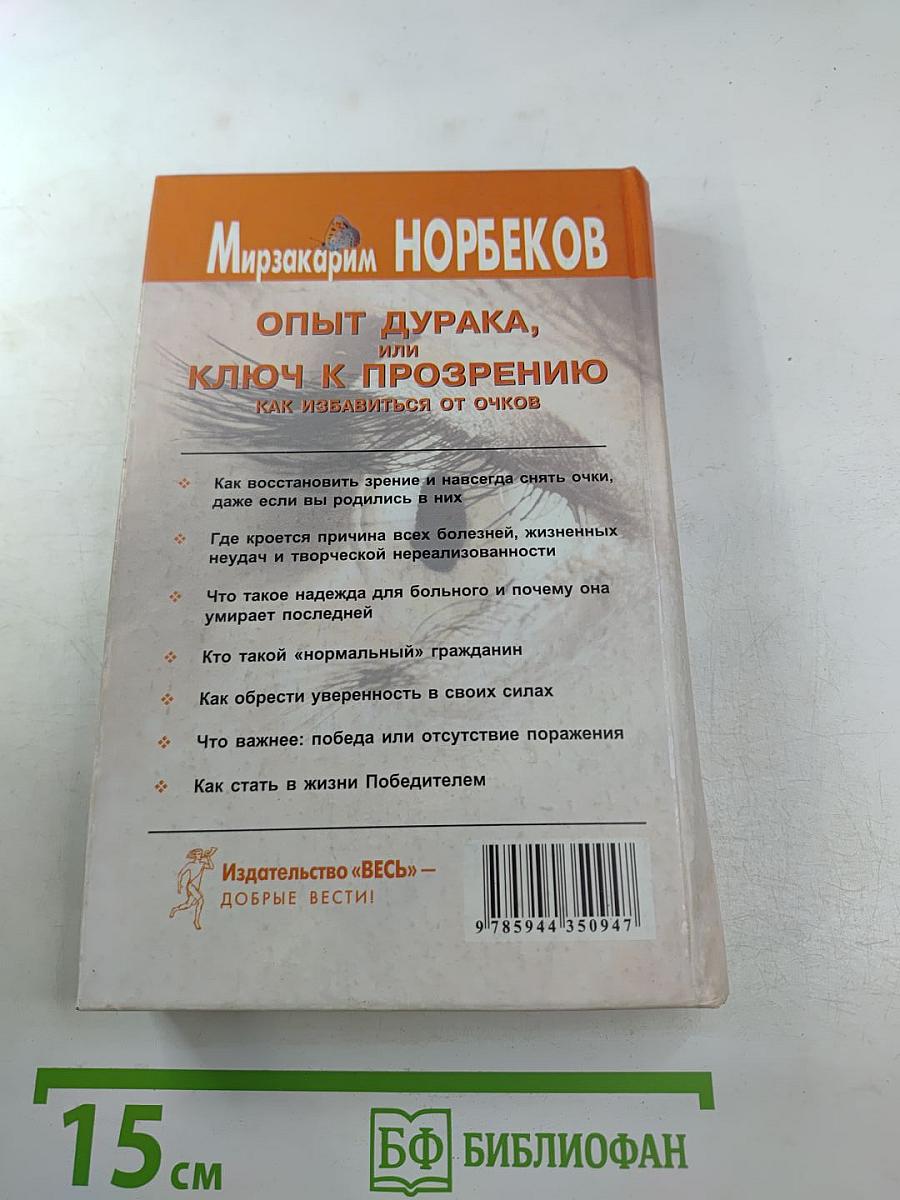 Мирзакарим НОРБЕКОВ
ОПЫТ ДУРАКА,
ИЛИ
КЛЮЧ К ПРОЗРЕНИЮ
КАК ИЗБАВИТЬСЯ ОТ ОЧКОВ
Как восстановить зрение и навсегда снять очки,
даже если вы родились в них
Где кроется причина всех болезней, жизненных
неудач и творческой нереализованности
Что такое надежда для больного и почему она
умирает последней
Кто такой «нормальный» гражданин
Как обрести уверенность в своих силах
Что важнее: победа или отсутствие поражения
Как стать в жизни Победителем
Издательство «ВЕСЬ» —
ДОБРЫЕ ВЕСТИ!
9 785944 350947
15 см
БФ БИБЛИОФАН